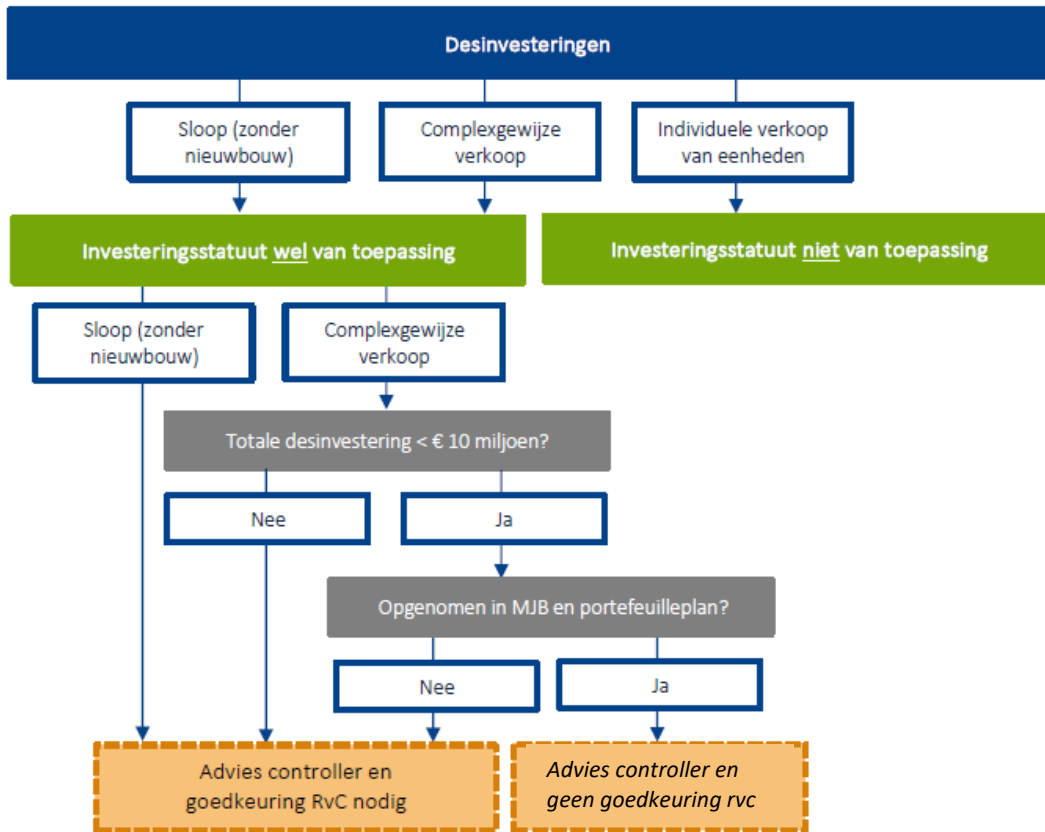 Desinvesteringen
Sloop (zonder
nieuwbouw)
Complexgewijze
verkoop
Individuele verkoop
van eenheden
Investeringsstatuut wel van toepassing
Investeringsstatuut niet van toepassing
Sloop (zonder
nieuwbouw)
Complexgewijze
verkoop
Totale desinvestering < € 10 miljoen?
Nee
Ja
Opgenomen in MJB en portefeuilleplan?
Nee
Ja
Advies controller en
goedkeuring RvC nodig
Advies controller en
geen goedkeuring rvc